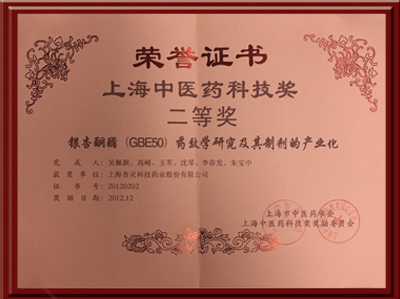 荣誉证书
上海中医药科技奖
二等奖
银杏酮酯（GBE50）药效学研究及其制剂的产业化
完 成 人：吴佩颖、高崎、王军、沈琴、李春发、朱宝中
获 奖 单 位：上海杏灵科技药业股份有限公司
证 书 号：20120202
奖 励 日 期：2012.12
上海市中医药学会
上海中医药科技奖奖励委员会